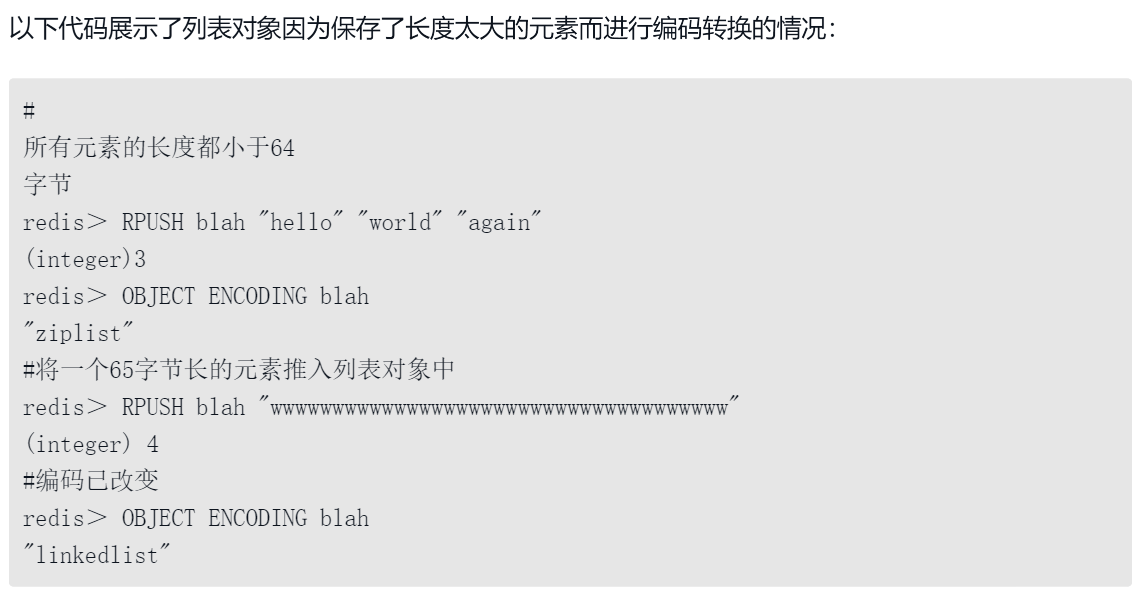 以下代码展示了列表对象因为保存了长度太大的元素而进行编码转换的情况：
#
所有元素的长度都小于64
字节
redis＞ RPUSH blah "hello" "world" "again"
(integer)3
redis＞ OBJECT ENCODING blah
"ziplist"
#将一个65字节长的元素推入列表对象中
redis＞ RPUSH blah "wwwwwwwwwwwwwwwwwwwwwwwwwwwwwwwwwwwww"
(integer) 4
#编码已改变
redis＞ OBJECT ENCODING blah
"linkedlist"